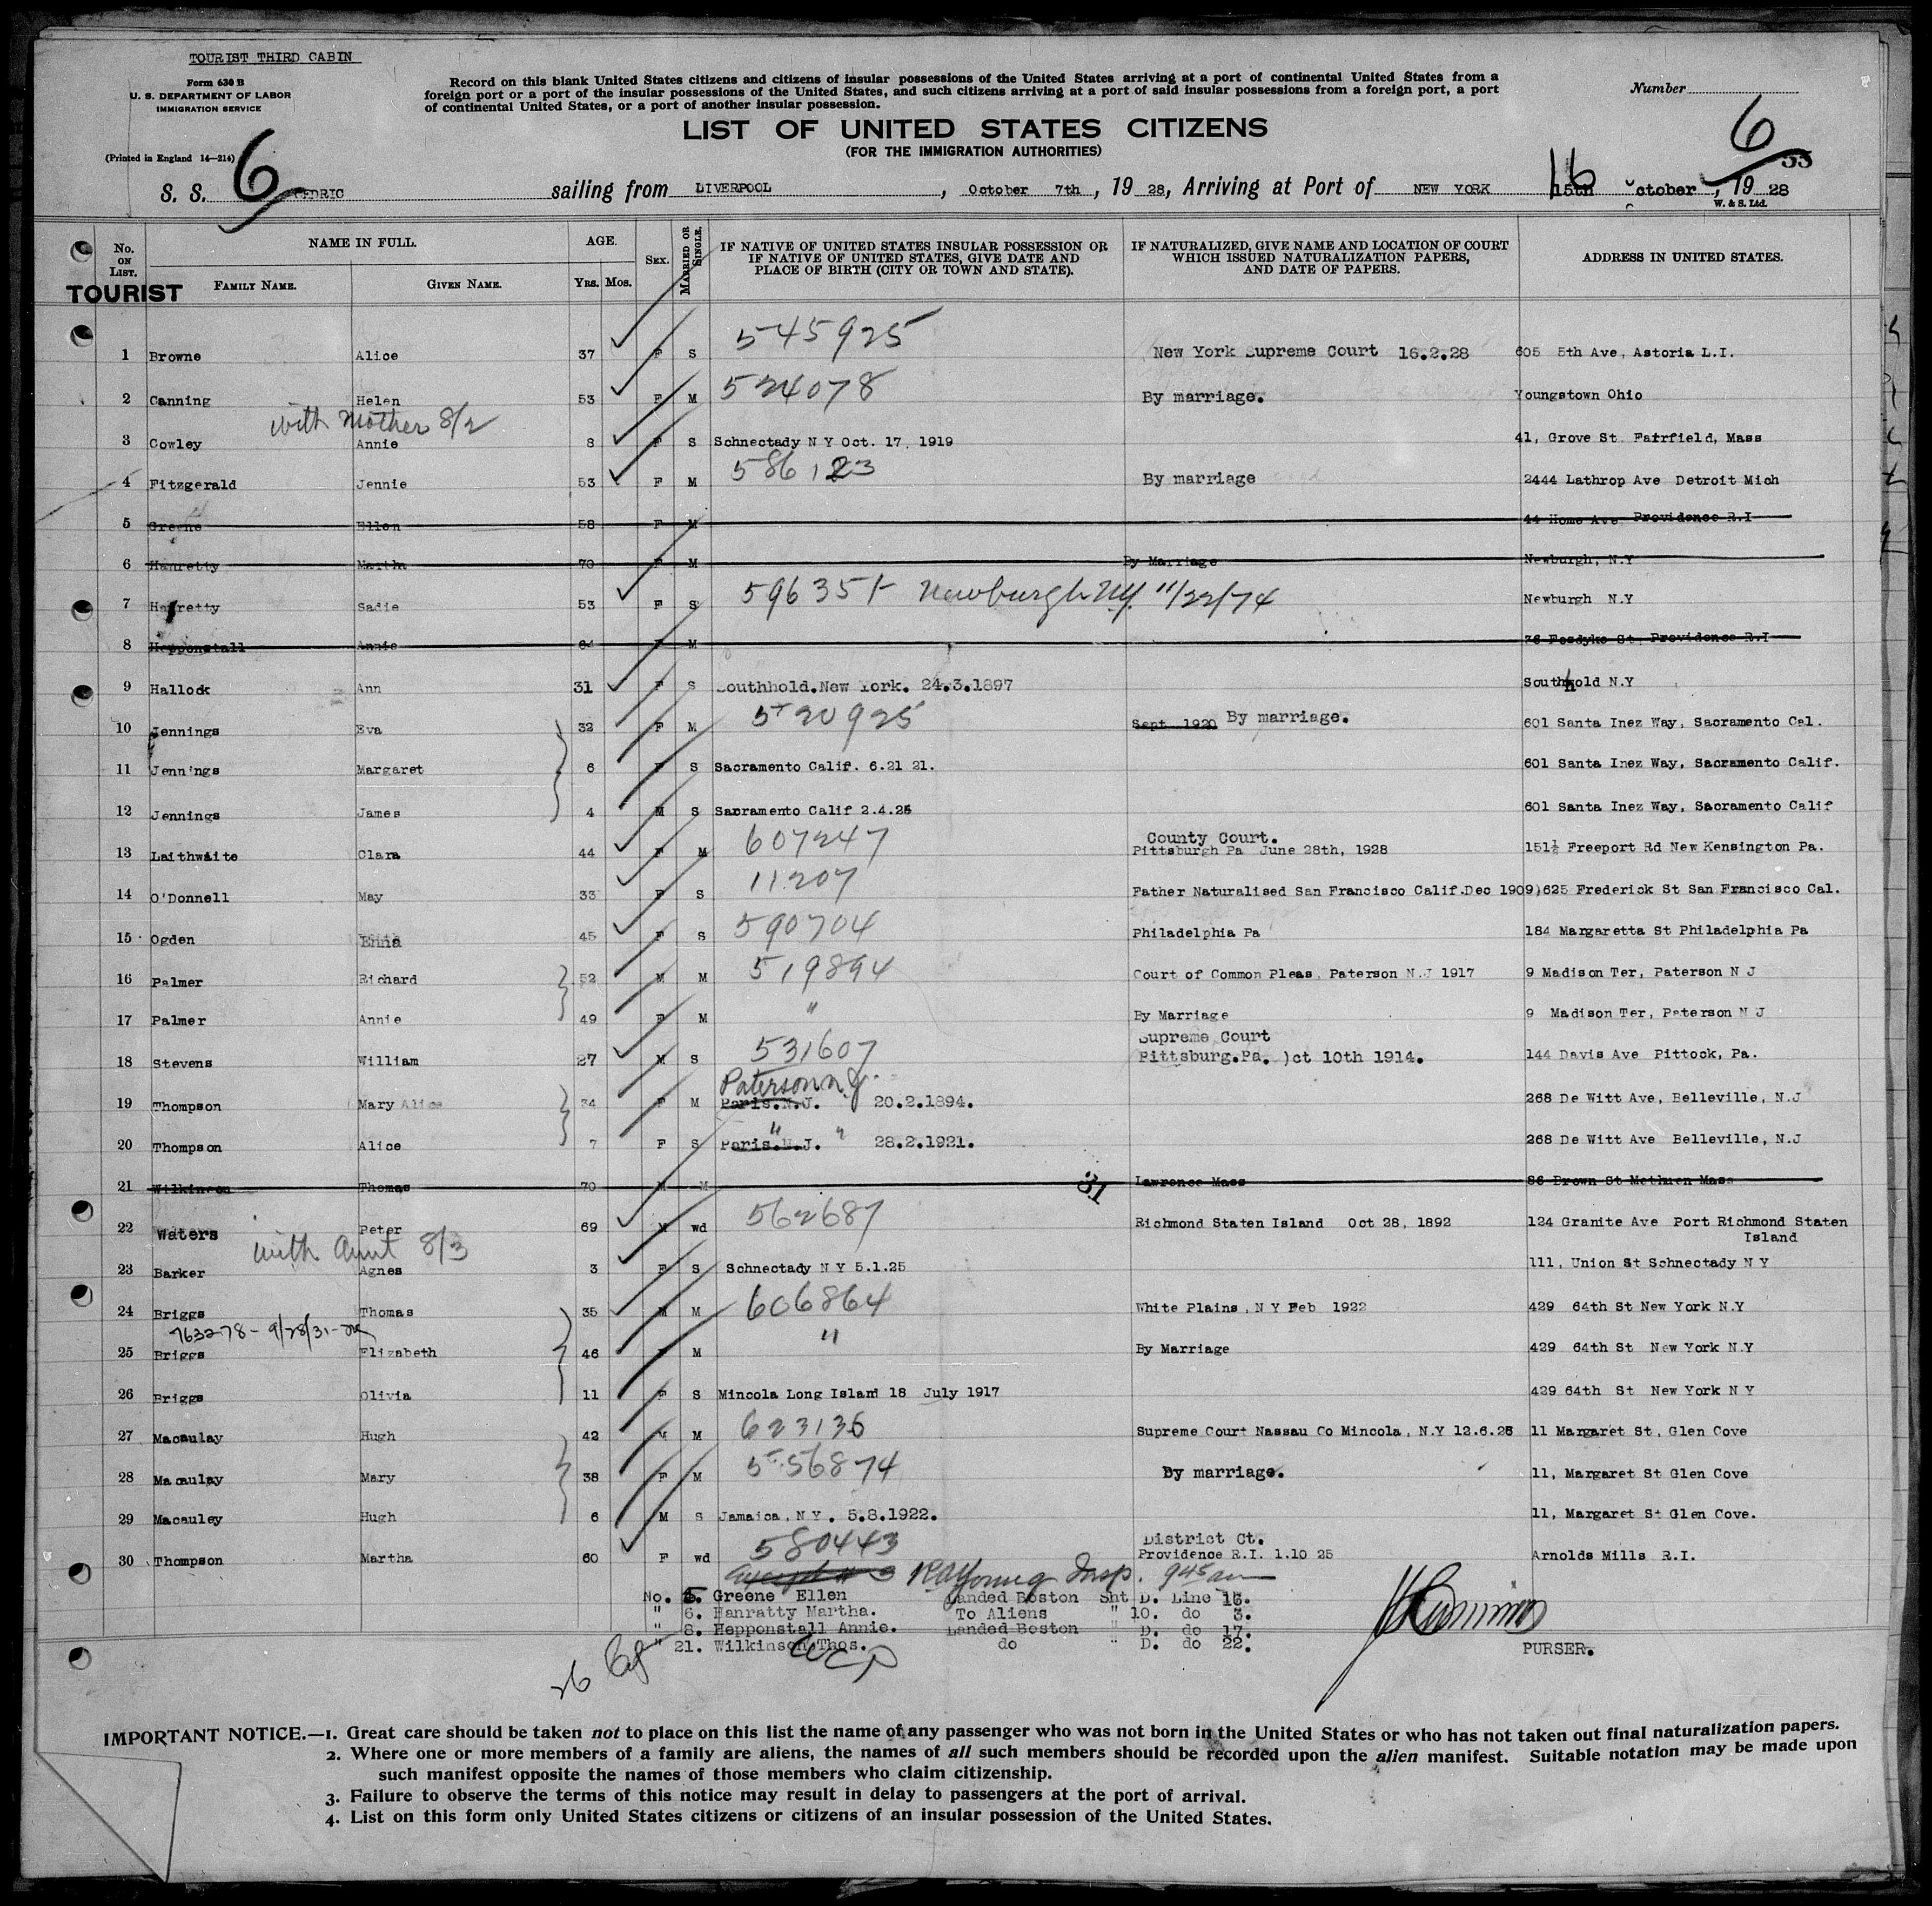 TOURIST THIRD CABIN
Form 630 B
U. S. DEPARTMENT OF LABOR
IMMIGRATION SERVICE
(Printed in England 14-214)
Record on this blank United States citizens and citizens of insular possessions of the United States arriving at a port of continental United States from a
foreign port or a port of the insular possessions of the United States, and such citizens arriving at a port of said insular possessions from a foreign port, a port
of continental United States, or a port of another insular possession.
Number
LIST OF UNITED STATES CITIZENS
(FOR THE IMMIGRATION AUTHORITIES)
6
6
S. S. CEDRIC sailing from LIVERPOOL, October 7th, 19 28, Arriving at Port of NEW YORK 16 15th ctober, 19 28
W. & S. Ltd.
No. ON LIST. NAME IN FULL. FAMILY NAME. GIVEN NAME. AGE. YRS. MOS. SEX. MARRIED OR SINGLE. IF NATIVE OF UNITED STATES INSULAR POSSESSION OR IF NATIVE OF UNITED STATES, GIVE DATE AND PLACE OF BIRTH (CITY OR TOWN AND STATE). IF NATURALIZED, GIVE NAME AND LOCATION OF COURT WHICH ISSUED NATURALIZATION PAPERS, AND DATE OF PAPERS. ADDRESS IN UNITED STATES.
TOURIST
1 Browne Alice 37 F S 545925 New York Supreme Court 16.2.28 605 5th Ave, Astoria L.I.
2 Canning Helen 53 F M 524078 By marriage. Youngstown Ohio
with Mother 8/2
3 Cowley Annie 8 F S Schnectady N Y Oct. 17, 1919 41, Grove St Fairfield, Mass
4 Fitzgerald Jennie 53 F M 586123 By marriage 2444 Lathrop Ave Detroit Mich
5 Greene Ellen 58 F M 44 Home Ave Providence R.I
6 Hanretty Martha 70 F M By Marriage Newburgh, N.Y
7 Hanretty Sadie 53 F S 596351 Newburgh NY. 11/22/74 Newburgh N.Y
8 Hepponstall Annie 64 F M 76 Fosdyke St Providence R.I
9 Hallock Ann 31 F S Southhold.New York. 24.3.1897 Southhold N.Y
10 Jennings Eva 32 F M 520925 Sept 1920 By marriage. 601 Santa Inez Way, Sacramento Cal.
11 Jennings Margaret 6 F S Sacramento Calif. 6.21 21. 601 Santa Inez Way, Sacramento Calif.
12 Jennings James 4 M S Sacramento Calif 2.4.25 601 Santa Inez Way, Sacramento Calif
County Court.
13 Laithwaite Clara 44 F M 607247 Pittsburgh Pa June 28th, 1928 151½ Freeport Rd New Kensington Pa.
14 O'Donnell May 33 F S 11207 Father Naturalised San Francisco Calif.Dec 1909) 625 Frederick St San Francisco Cal.
15 Ogden Edna 45 F S 590704 Philadelphia Pa 184 Margaretta St Philadelphia Pa
16 Palmer Richard 52 M M 519894 Court of Common Pleas, Paterson N.J 1917 9 Madison Ter, Paterson N J
17 Palmer Annie 49 F M " By Marriage 9 Madison Ter, Paterson N J
Supreme Court
18 Stevens William 27 M S 531607 Pittsburg.Pa. Oct 10th 1914. 144 Davis Ave Pittock, Pa.
Paterson N.J.
19 Thompson Mary Alice 34 F M Paris.N.J. 20.2.1894. 268 De Witt Ave, Belleville, N.J
" "
20 Thompson Alice 7 F S Paris.N.J. 28.2.1921. 268 De Witt Ave Belleville, N.J
21 Wilkinson Thomas 70 M M 31 Lawrence Mass 86 Brown St Methuen Mass
22 Waters Peter 69 M wd 562687 Richmond Staten Island Oct 28, 1892 124 Granite Ave Port Richmond Staten
Island
with Aunt 8/3
23 Barker Agnes 3 F S Schnectady N Y 5.1.25 111, Union St Schnectady N Y
24 Briggs Thomas 35 M M 606864 White Plains, N Y Feb 1922 429 64th St New York N.Y
763278 - 9/28/31
25 Briggs Elizabeth 46 F M " By Marriage 429 64th St New York N.Y
26 Briggs Olivia 11 F S Mineola Long Island 18 July 1917 429 64th St New York N Y
27 Macaulay Hugh 42 M M 623136 Supreme Court Nassau Co Mineola, N.Y 12.6.25 11 Margaret St, Glen Cove
28 Macaulay Mary 38 F M 556874 By marriage. 11, Margaret St Glen Cove
29 Macauley Hugh 6 M S Jamaica, N Y. 5.8.1922. 11, Margaret St Glen Cove.
District Ct.
30 Thompson Martha 60 F wd 580443 Providence R.I. 1.10 25 Arnolds Mills R.I.
Young Insp. 945 am
No. 5. Greene Ellen Landed Boston Sht D. Line 16.
" 6. Hanratty Martha. To Aliens " 10. do 3.
" 8. Hepponstall Annie. Landed Boston " D. do 17.
" 21. Wilkinson Thos. do " D. do 22.
26
PURSER.
IMPORTANT NOTICE.—1. Great care should be taken not to place on this list the name of any passenger who was not born in the United States or who has not taken out final naturalization papers.
2. Where one or more members of a family are aliens, the names of all such members should be recorded upon the alien manifest. Suitable notation may be made upon
such manifest opposite the names of those members who claim citizenship.
3. Failure to observe the terms of this notice may result in delay to passengers at the port of arrival.
4. List on this form only United States citizens or citizens of an insular possession of the United States.